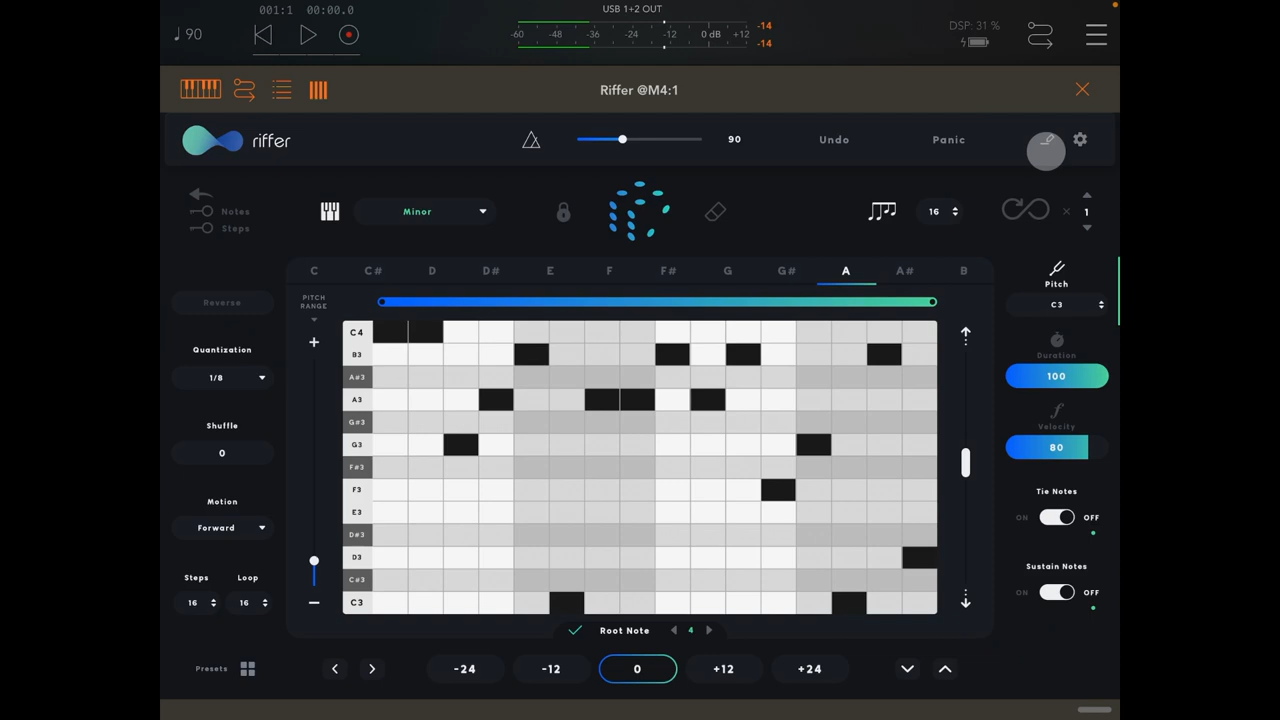 001:1 00:00.0
USB 1+2 OUT
90
-60 -48 -36 -24 -12 0 dB +12
-14
-14
DSP: 31 %
Riffer @M4:1
riffer
90
Undo
Panic
Notes
Steps
Minor
16
× 1
C C# D D# E F F# G G# A A# B
Reverse
Quantization
1/8
Shuffle
0
Motion
Forward
Steps Loop
16 16
PITCH
RANGE
+
−
C4
B3
A#3
A3
G#3
G3
F#3
F3
E3
D#3
D3
C#3
C3
Root Note 4
Pitch
C3
Duration
100
Velocity
80
Tie Notes
ON OFF
Sustain Notes
ON OFF
Presets
-24 -12 0 +12 +24